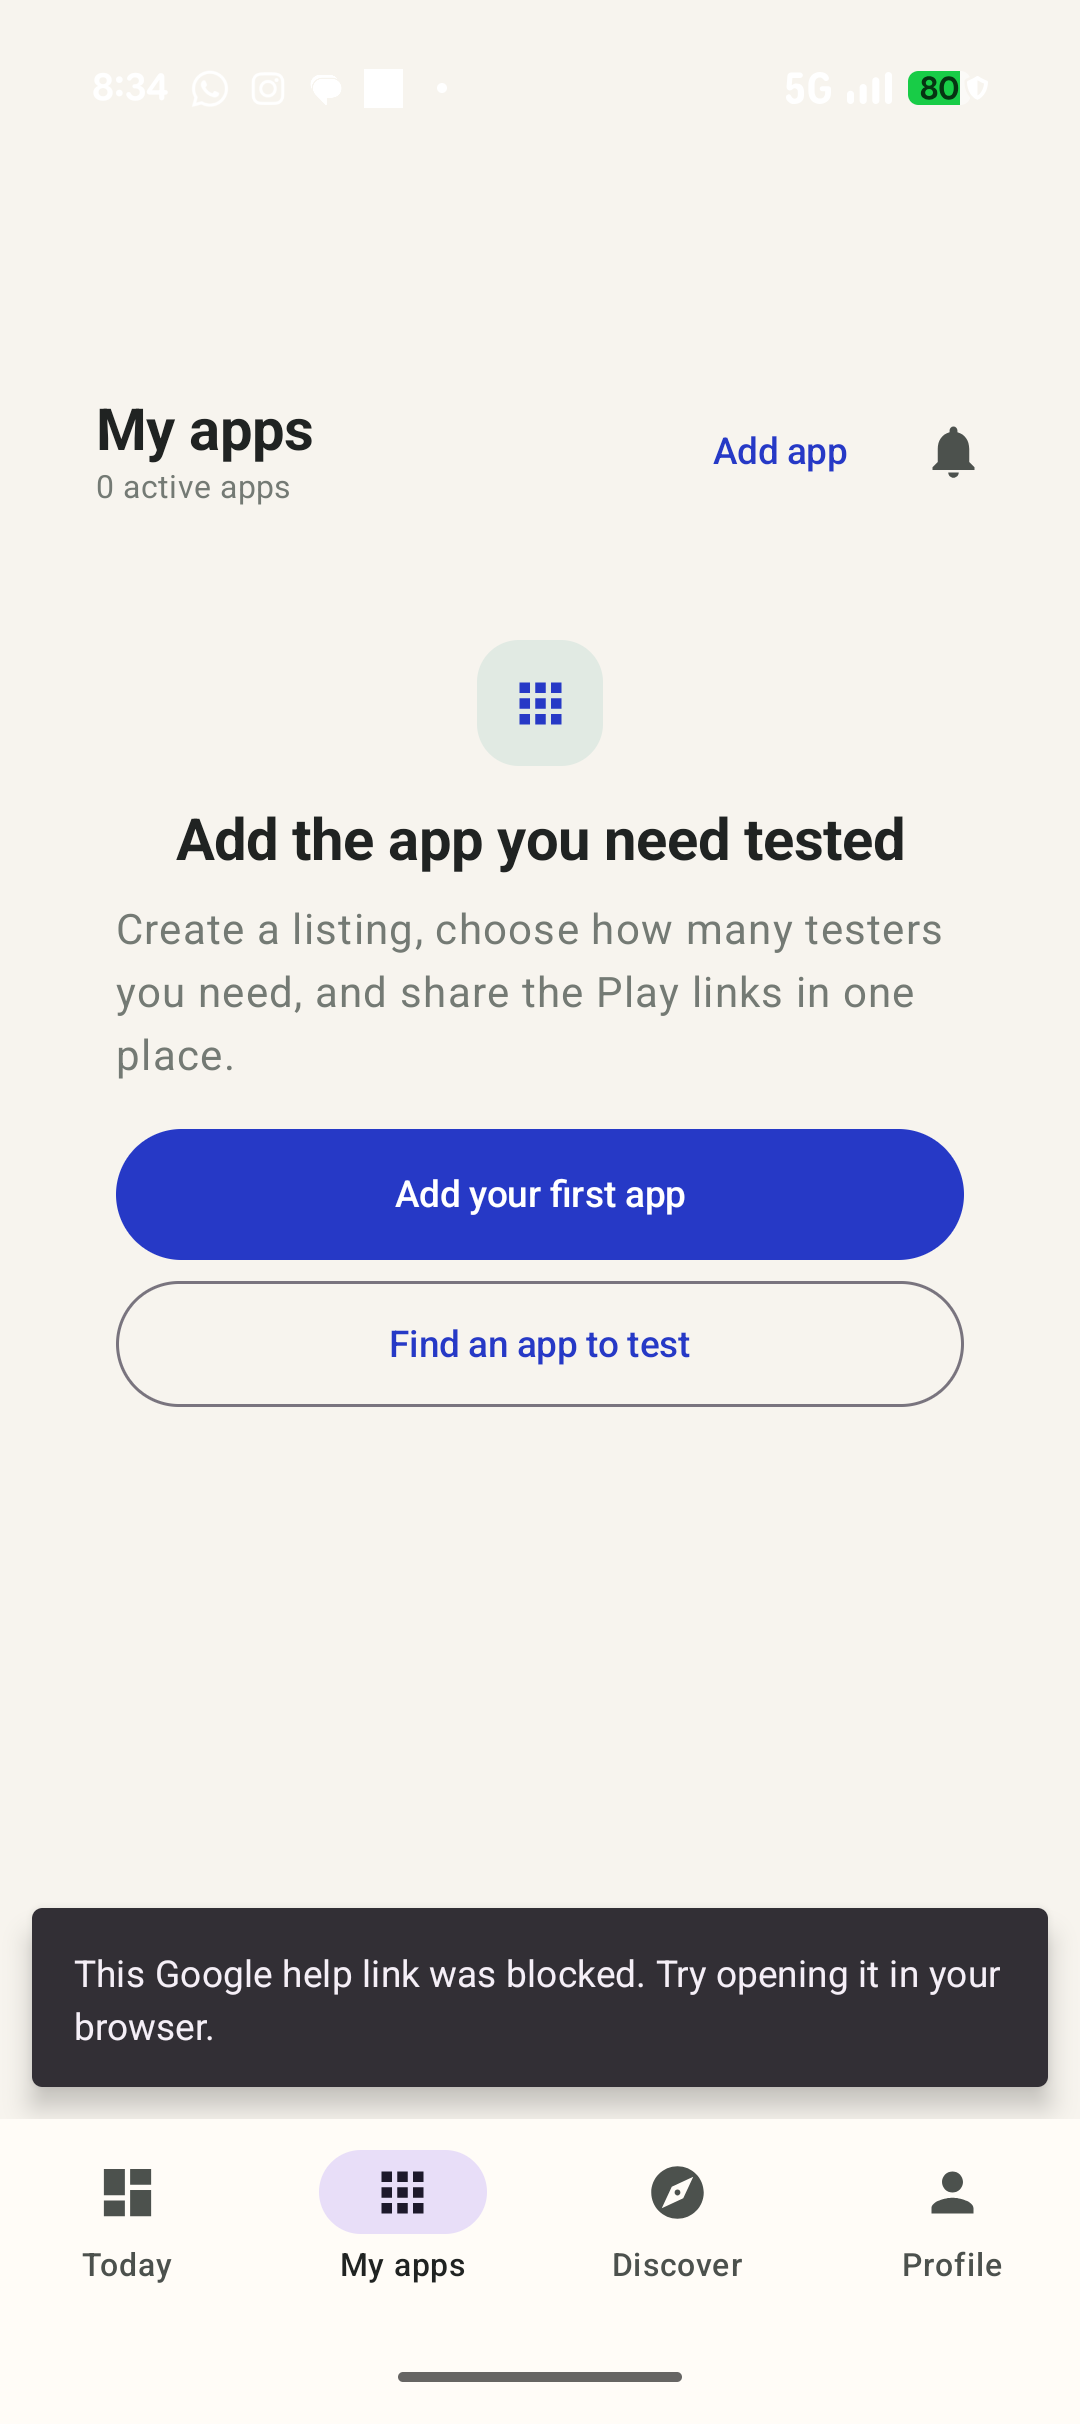 8:34
5G
80
My apps
0 active apps
Add app
Add the app you need tested
Create a listing, choose how many testers
you need, and share the Play links in one
place.
Add your first app
Find an app to test
This Google help link was blocked. Try opening it in your
browser.
Today
My apps
Discover
Profile